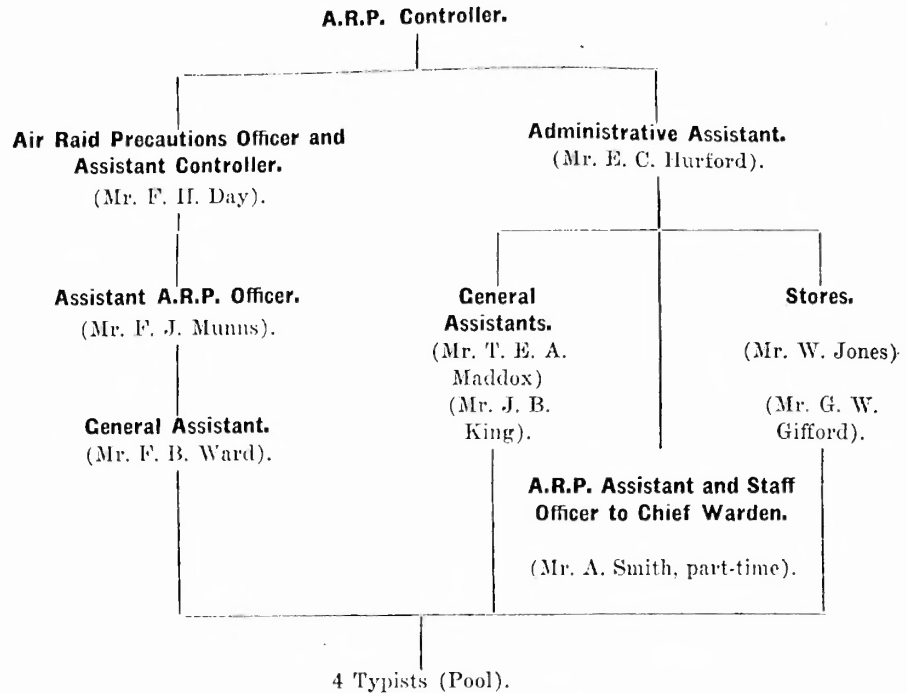 A.R.P. Controller.
Air Raid Precautions Officer and
Assistant Controller.
(Mr. F. H. Day).
Administrative Assistant.
(Mr. E. C. Hurford).
Assistant A.R.P. Officer.
(Mr. F. J. Munns).
General
Assistants.
(Mr. T. E. A.
Maddox)
(Mr. J. B.
King).
Stores.
(Mr. W. Jones)
(Mr. G. W.
Gifford).
General Assistant.
(Mr. F. B. Ward).
A.R.P. Assistant and Staff
Officer to Chief Warden.
(Mr. A. Smith, part-time).
4 Typists (Pool).